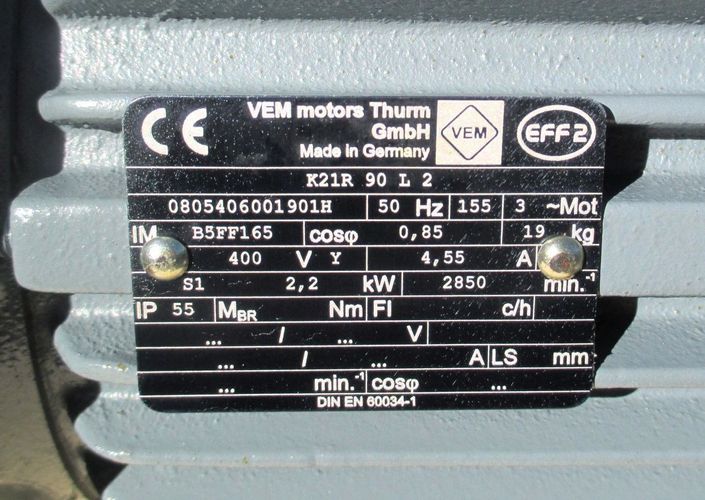 CE
VEM motors Thurm
GmbH
Made in Germany
VEM
EFF2
K21R 90 L 2
0805406001901H 50 Hz 155 3 ~Mot
IM B5FF165 cosφ 0,85 19 kg
400 V Y 4,55 A
S1 2,2 kW 2850 min.⁻¹
IP 55 MBR Nm FI c/h
... / ... V
... / ... A LS mm
... min.⁻¹ cosφ ...
DIN EN 60034-1